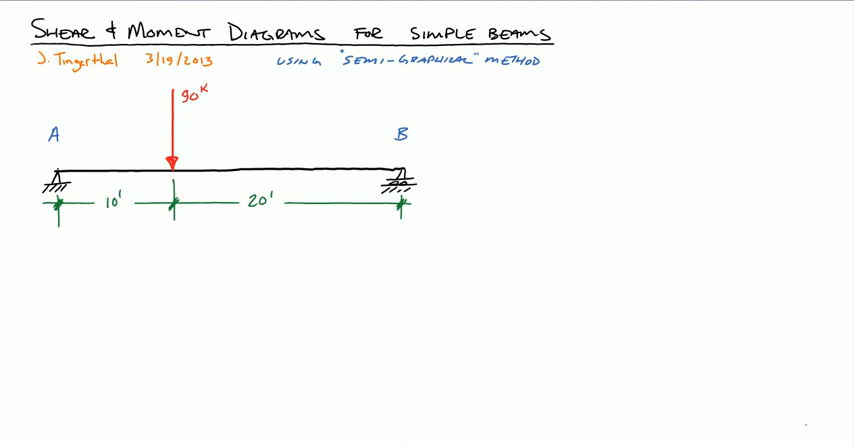 SHEAR & MOMENT DIAGRAMS FOR SIMPLE BEAMS
J. Tingerthal 3/19/2013 USING "SEMI-GRAPHICAL" METHOD
90K
A B
10' 20'